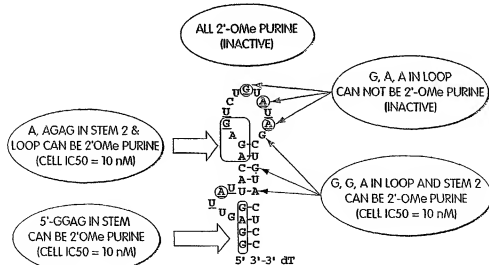 ALL 2'-OMe PURINE
(INACTIVE)
G, A, A IN LOOP
CAN NOT BE 2'-OMe PURINE
(INACTIVE)
A, AGAG IN STEM 2 &
LOOP CAN BE 2'OMe PURINE
(CELL IC50 = 10 nM)
G, G, A IN LOOP AND STEM 2
CAN BE 2'-OMe PURINE
(CELL IC50 = 10 nM)
5'-GGAG IN STEM
CAN BE 2'OMe PURINE
(CELL IC50 = 10 nM)
U G U
C A
U U
G A
A G
G C
A U
C G
A U
U A U U A
U U G
G C
A U
G C
G C
5' 3'-3' dT